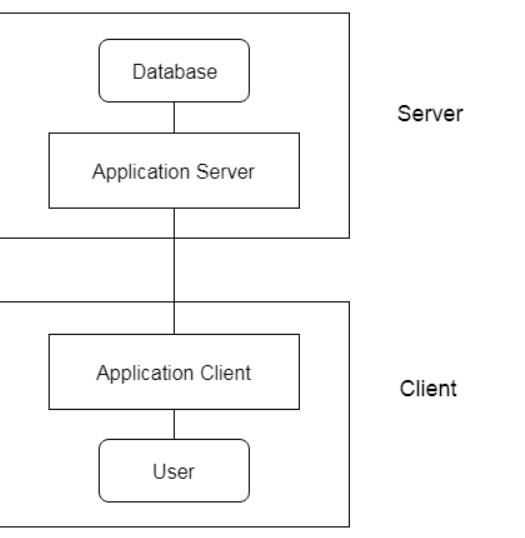 Database
Server
Application Server
Application Client
Client
User